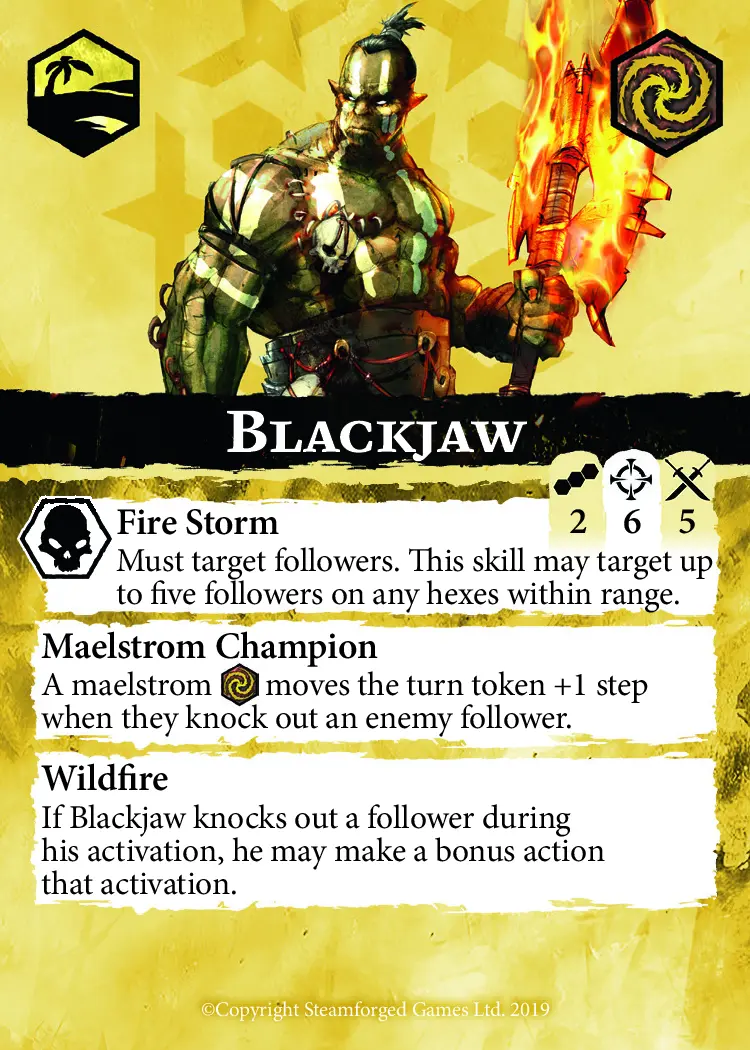 Blackjaw
Fire Storm
2 6 5
Must target followers. This skill may target up
to five followers on any hexes within range.
Maelstrom Champion
A maelstrom moves the turn token +1 step
when they knock out an enemy follower.
Wildfire
If Blackjaw knocks out a follower during
his activation, he may make a bonus action
that activation.
©Copyright Steamforged Games Ltd. 2019